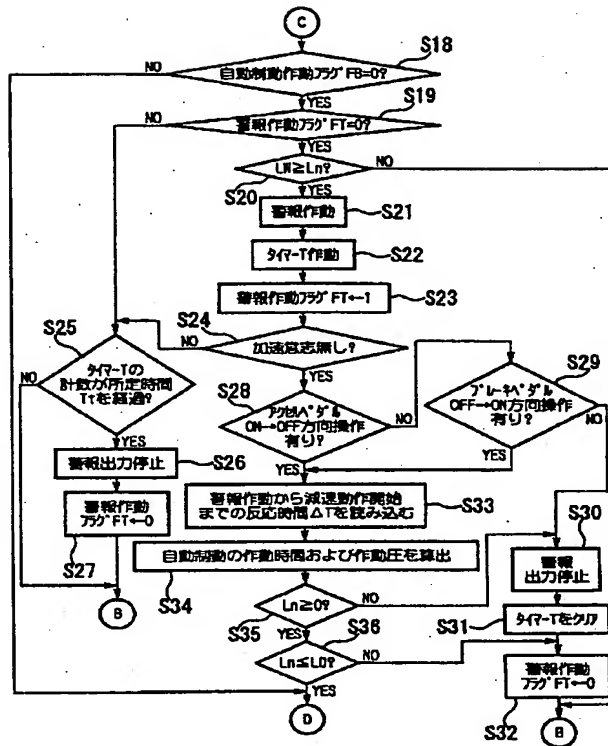 C
S18
自動制動作動フラグFB=0?
NO
YES
S19
警報作動フラグFT=0?
NO
YES
LW≧Ln?
NO
S20
YES
警報作動
S21
タイマーT作動
S22
警報作動フラグFT←1
S23
S24
加速意志無し?
NO
YES
S25
タイマーTの
計数が所定時間
Ttを経過?
NO
YES
S28
アクセルペダル
ON→OFF方向操作
有り?
NO
YES
S29
ブレーキペダル
OFF→ON方向操作
有り?
NO
YES
警報出力停止
S26
警報作動
フラグFT←0
S27
B
警報作動から減速動作開始
までの反応時間ΔTを読み込む
S33
自動制動の作動時間および作動圧を算出
S34
Ln≧0?
NO
S35
YES
S36
Ln≦L0?
NO
YES
D
S30
警報
出力停止
S31
タイマーTをクリア
警報作動
フラグFT←0
S32
B